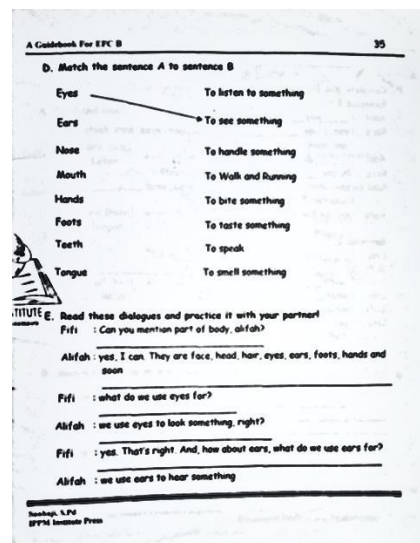 A Guidebook For EPC B 35
D. Match the sentence A to sentence B
Eyes To listen to something
Ears To see something
Nose To handle something
Mouth To Walk and Running
Hands To bite something
Foots To taste something
Teeth To speak
Tongue To smell something
TITUTE
E. Read these dialogues and practice it with your partner!
Fifi : Can you mention part of body, alifah?
Alifah : yes, I can. They are face, head, hair, eyes, ears, foots, hands and
soon
Fifi : what do we use eyes for?
Alifah : we use eyes to look something, right?
Fifi : yes. That's right. And, how about ears, what do we use ears for?
Alifah : we use ears to hear something
IPPM Institute Press